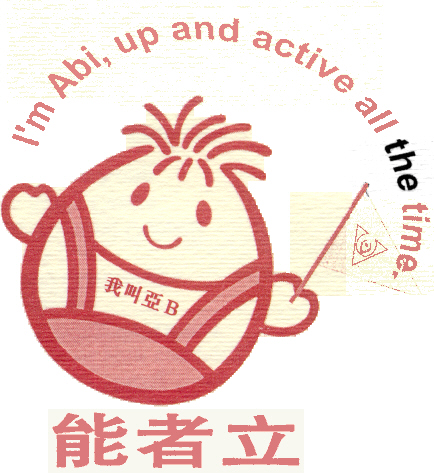 I'm Abi, up and active all the time.
我叫亞B
能者立